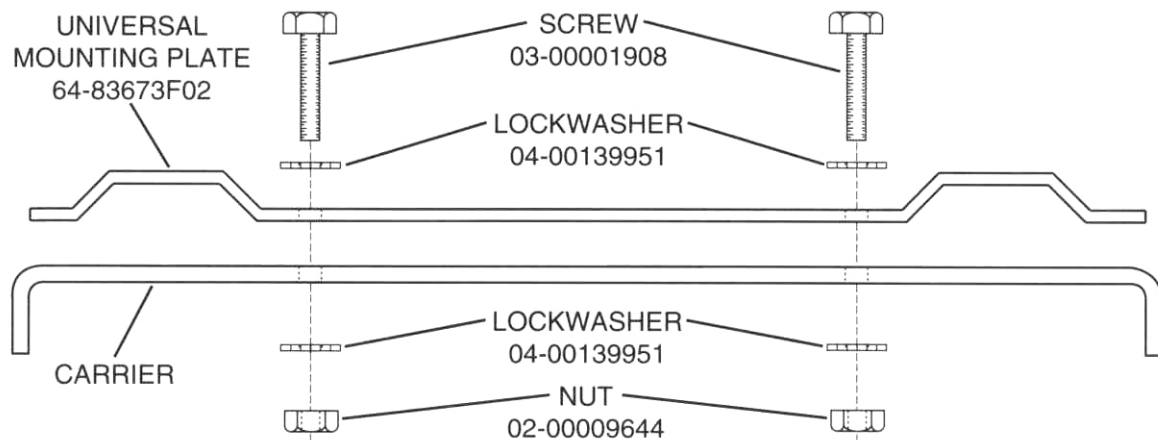 UNIVERSAL
MOUNTING PLATE
64-83673F02
SCREW
03-00001908
LOCKWASHER
04-00139951
LOCKWASHER
04-00139951
CARRIER
NUT
02-00009644